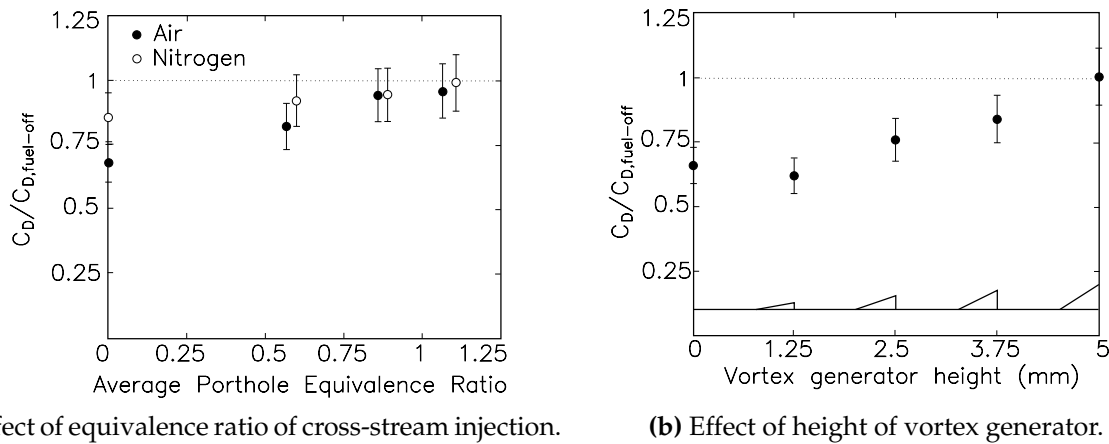 1.25
Air
Nitrogen
1
0.75
0.5
0.25
C_D/C_D,fuel-off
0 0.25 0.5 0.75 1 1.25
Average Porthole Equivalence Ratio
fect of equivalence ratio of cross-stream injection.
1.25
1
0.75
0.5
0.25
C_D/C_D,fuel-off
0 1.25 2.5 3.75 5
Vortex generator height (mm)
(b) Effect of height of vortex generator.